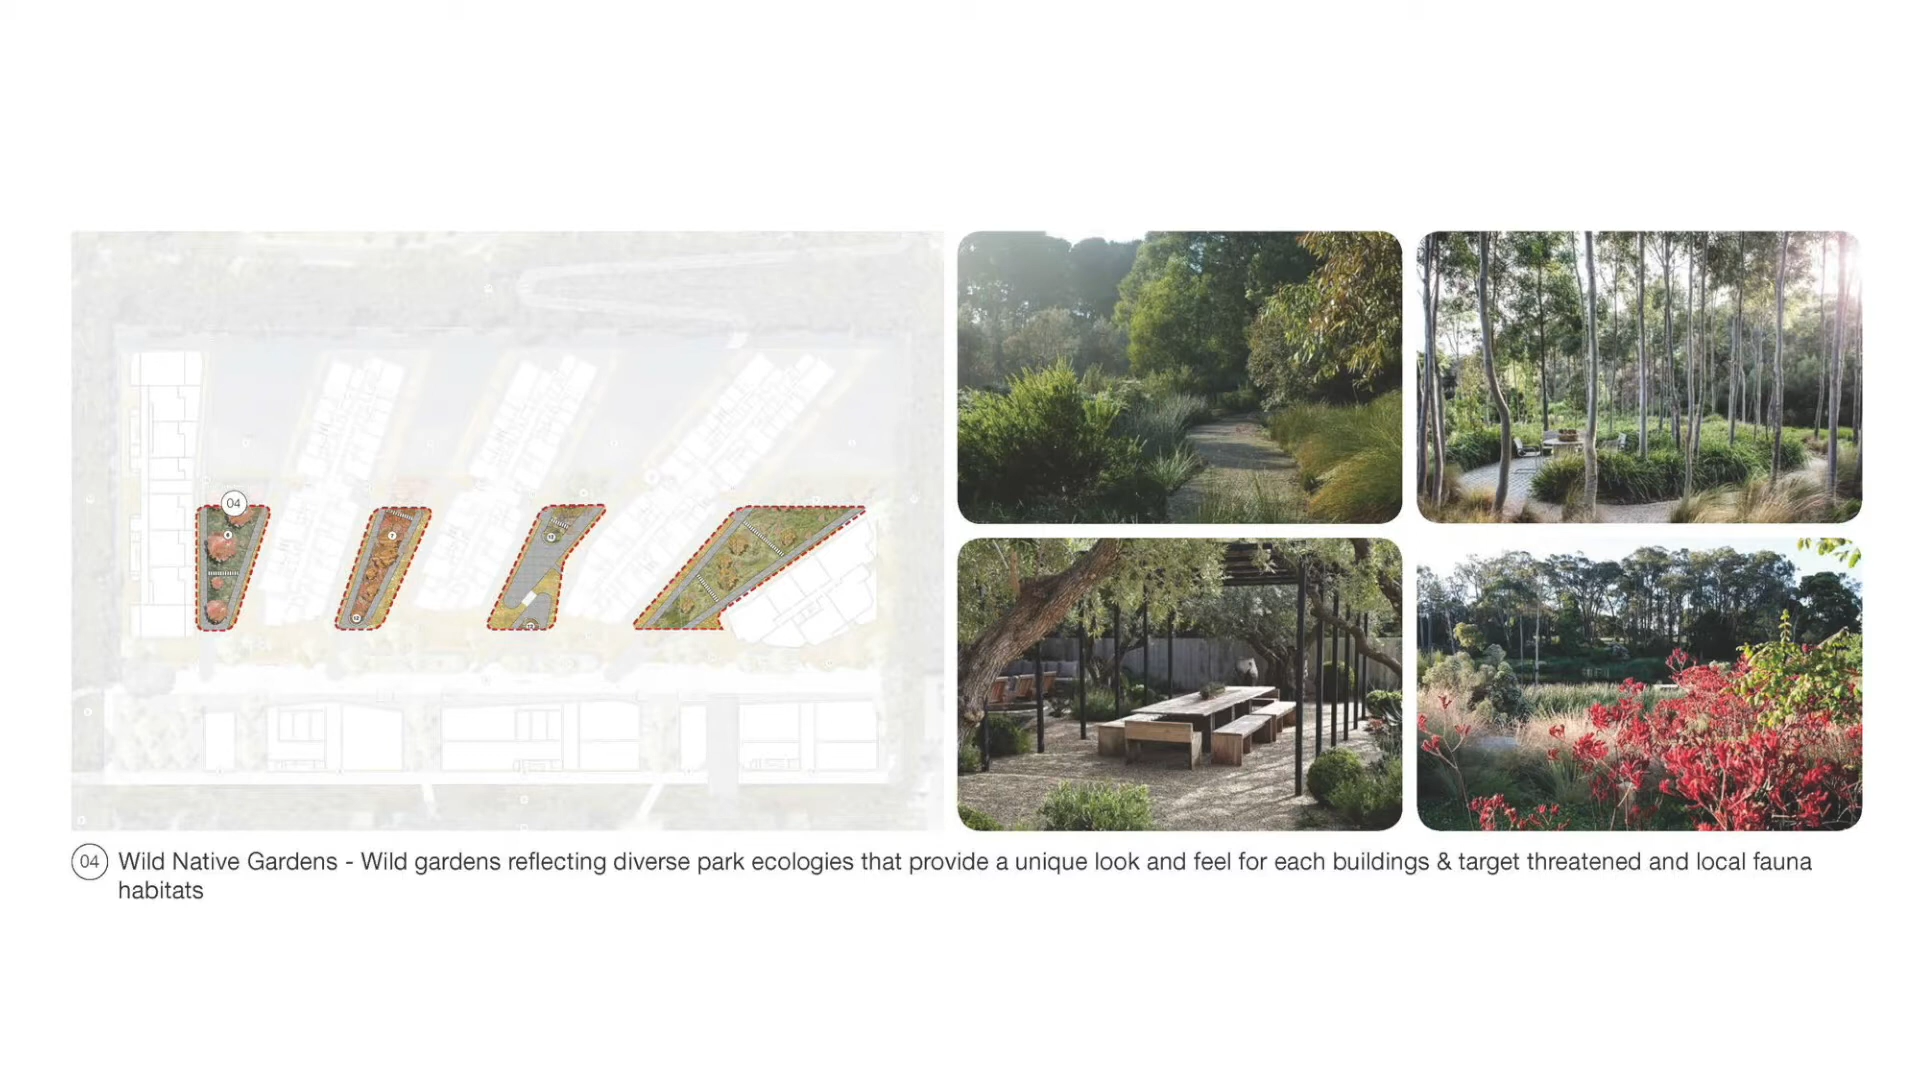 04
04 Wild Native Gardens - Wild gardens reflecting diverse park ecologies that provide a unique look and feel for each buildings & target threatened and local fauna
habitats